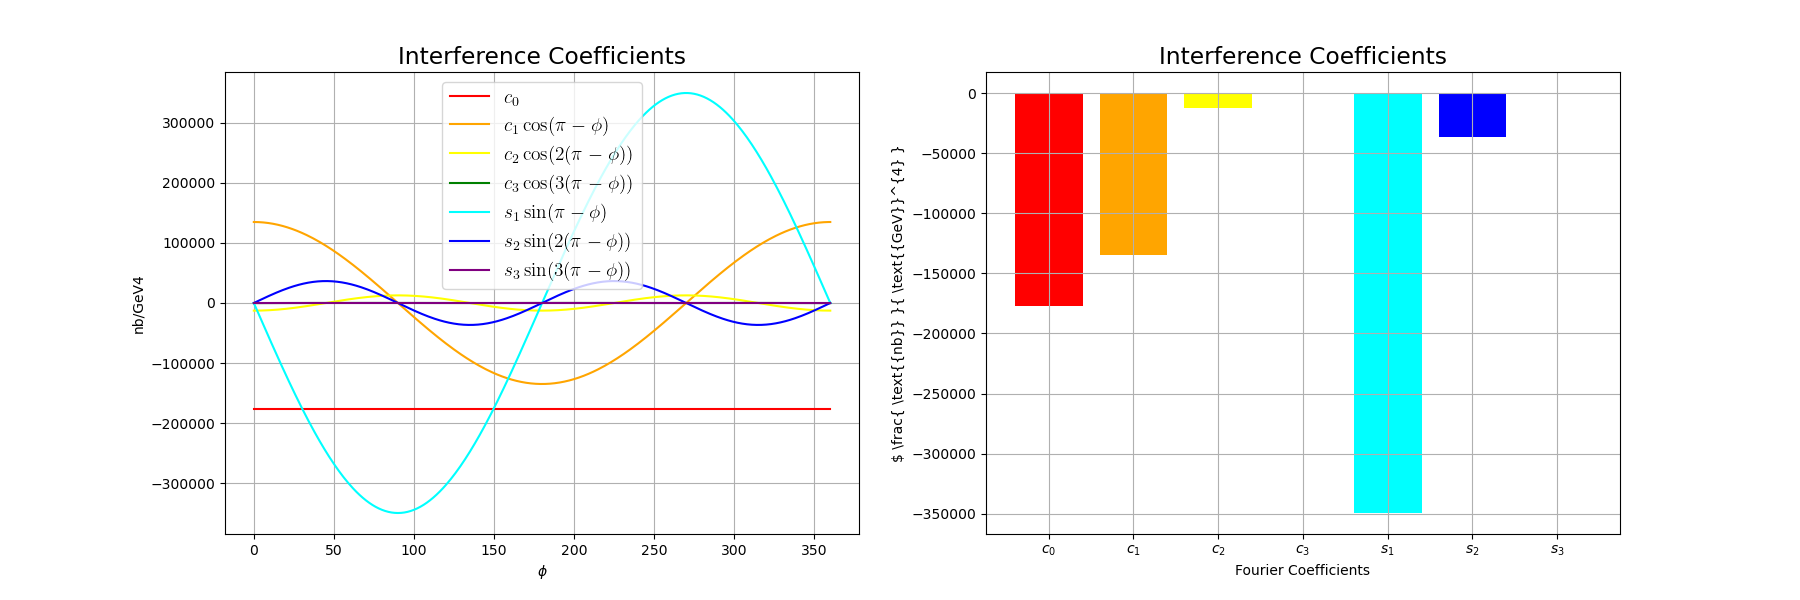 Interference Coefficients
nb/GeV4
300000
200000
100000
0
−100000
−200000
−300000
0 50 100 150 200 250 300 350
ϕ
c₀
c₁ cos(π − ϕ)
c₂ cos(2(π − ϕ))
c₃ cos(3(π − ϕ))
s₁ sin(π − ϕ)
s₂ sin(2(π − ϕ))
s₃ sin(3(π − ϕ))
Interference Coefficients
$ \frac{ \text{{nb}} }{ \text{{GeV}}^{4} }
0
−50000
−100000
−150000
−200000
−250000
−300000
−350000
c₀ c₁ c₂ c₃ s₁ s₂ s₃
Fourier Coefficients